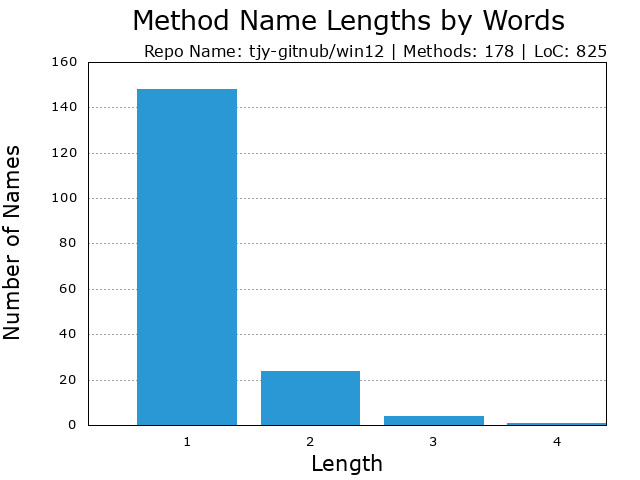 Method Name Lengths by Words
Repo Name: tjy-gitnub/win12 | Methods: 178 | LoC: 825
160
140
120
100
80
60
40
20
0
Number of Names
1 2 3 4
Length